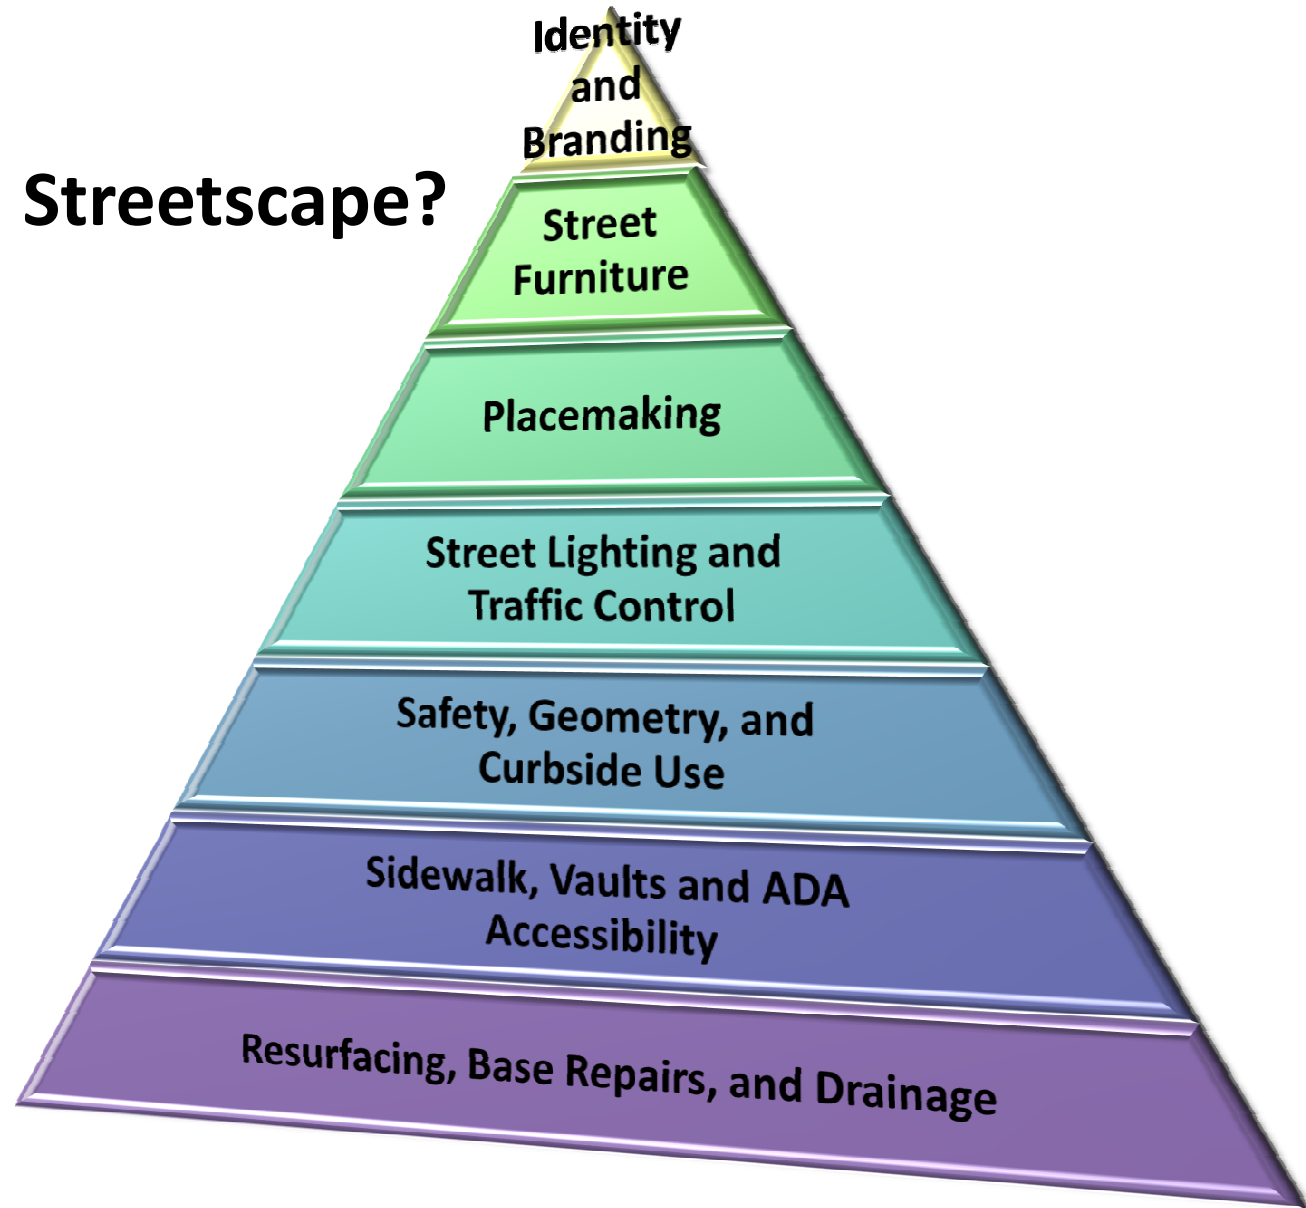 Identity
and
Branding
Streetscape?
Street
Furniture
Placemaking
Street Lighting and
Traffic Control
Safety, Geometry, and
Curbside Use
Sidewalk, Vaults and ADA
Accessibility
Resurfacing, Base Repairs, and Drainage